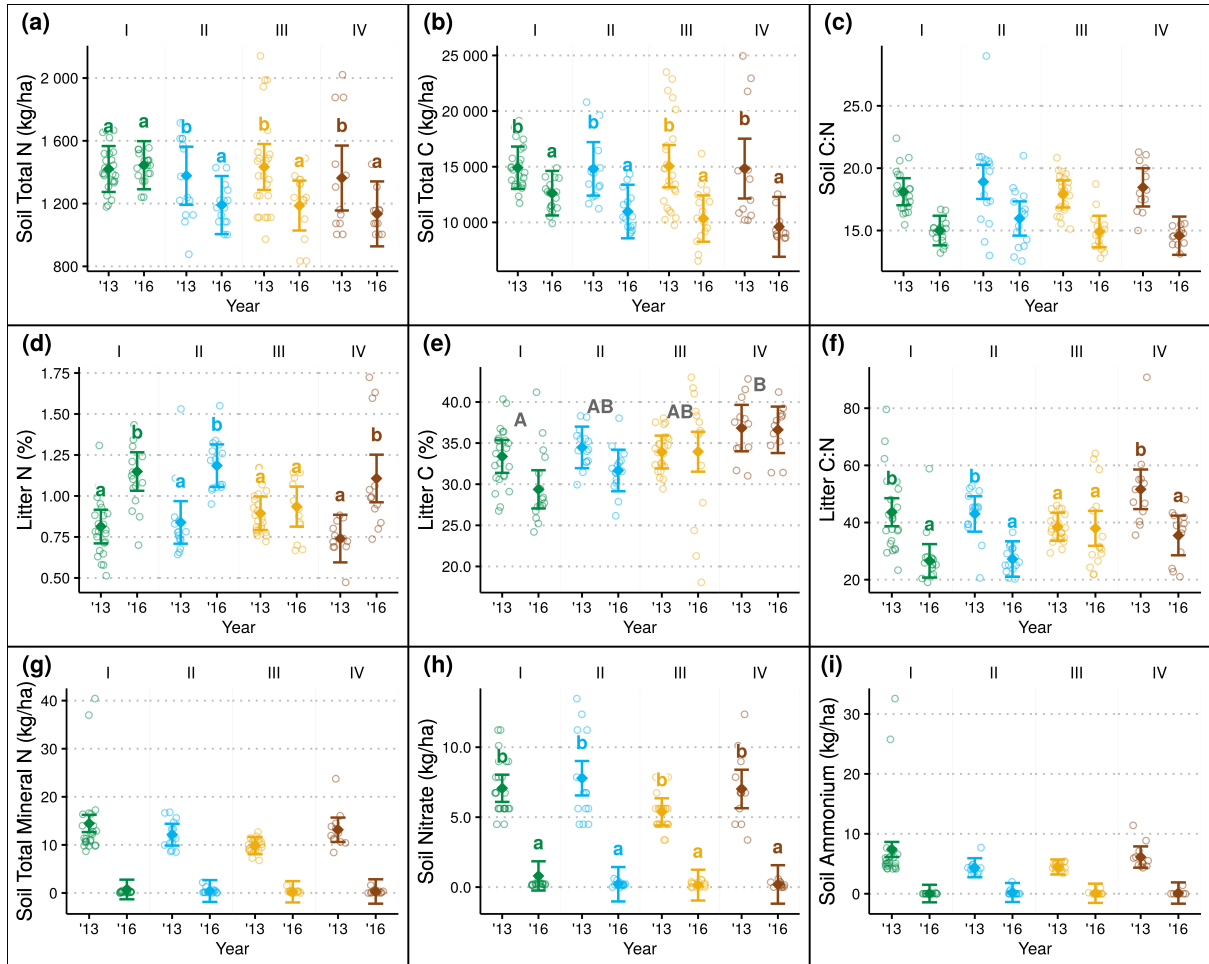 (a)
I II III IV
Soil Total N (kg/ha)
2 000
1 600
1 200
800
a a b a b a b a
'13 '16 '13 '16 '13 '16 '13 '16
Year
(b)
I II III IV
Soil Total C (kg/ha)
25 000
20 000
15 000
10 000
b a b a b a b a
'13 '16 '13 '16 '13 '16 '13 '16
Year
(c)
I II III IV
Soil C:N
25.0
20.0
15.0
'13 '16 '13 '16 '13 '16 '13 '16
Year
(d)
I II III IV
Litter N (%)
1.75
1.50
1.25
1.00
0.75
0.50
a b a b a a a b
'13 '16 '13 '16 '13 '16 '13 '16
Year
(e)
I II III IV
Litter C (%)
40.0
35.0
30.0
25.0
20.0
A AB AB B
'13 '16 '13 '16 '13 '16 '13 '16
Year
(f)
I II III IV
Litter C:N
80
60
40
20
b a b a a a b a
'13 '16 '13 '16 '13 '16 '13 '16
Year
(g)
I II III IV
Soil Total Mineral N (kg/ha)
40
30
20
10
0
'13 '16 '13 '16 '13 '16 '13 '16
Year
(h)
I II III IV
Soil Nitrate (kg/ha)
10.0
5.0
0.0
b a b a b a b a
'13 '16 '13 '16 '13 '16 '13 '16
Year
(i)
I II III IV
Soil Ammonium (kg/ha)
30
20
10
0
'13 '16 '13 '16 '13 '16 '13 '16
Year